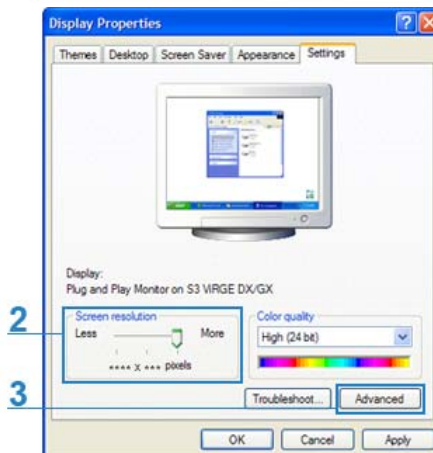 Display Properties
Themes Desktop Screen Saver Appearance Settings
Display:
Plug and Play Monitor on S3 VIRGE DX/GX
2
Screen resolution
Less More
**** x *** pixels
Color quality
High (24 bit)
3
Troubleshoot... Advanced
OK Cancel Apply